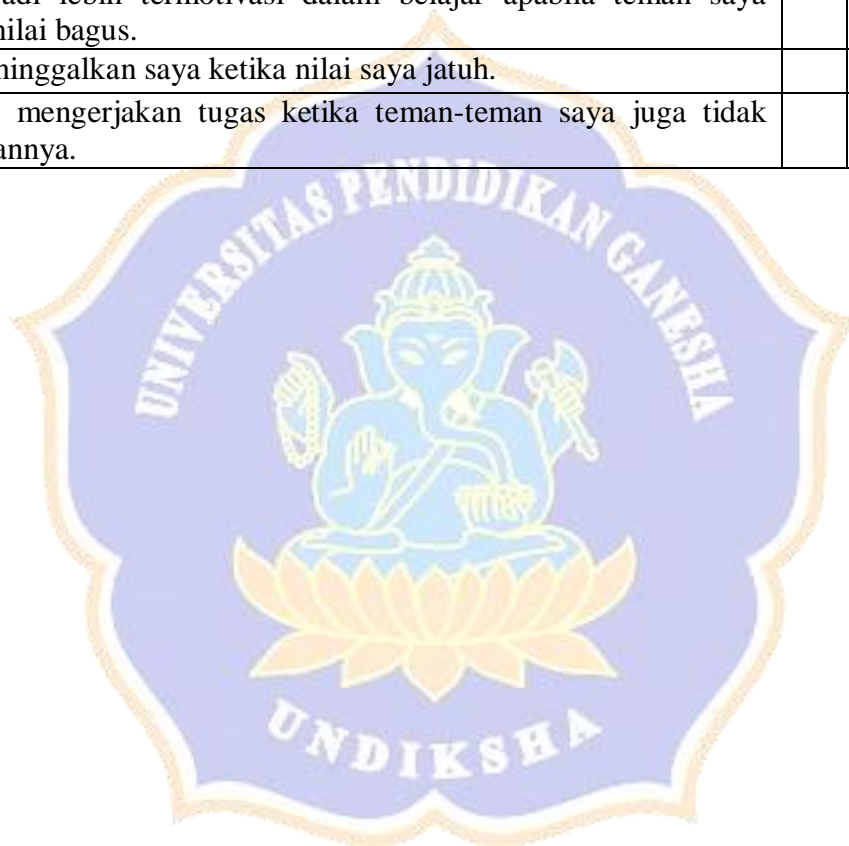 adi lebih termotivasi dalam belajar apabila teman saya
nilai bagus.
ninggalkan saya ketika nilai saya jatuh.
mengerjakan tugas ketika teman-teman saya juga tidak
annya.
UNIVERSITAS PENDIDIKAN GANESHA
UNDIKSHA